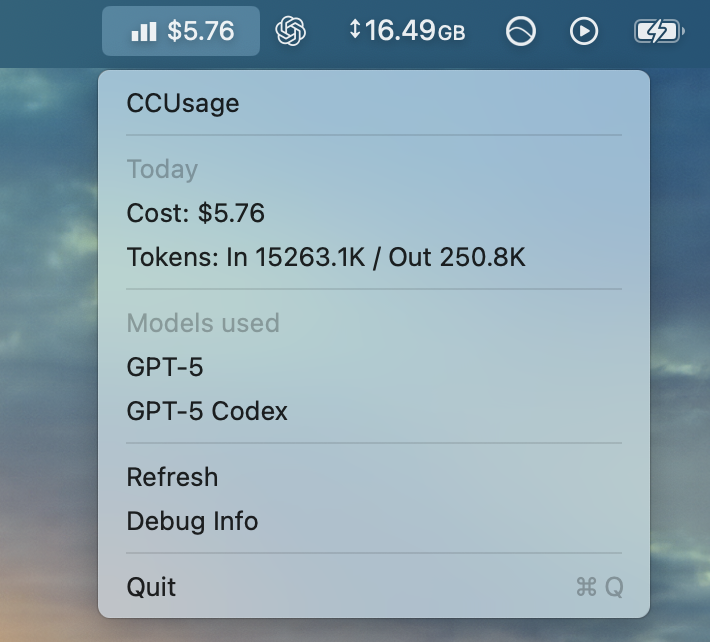 $5.76 16.49GB
CCUsage
Today
Cost: $5.76
Tokens: In 15263.1K / Out 250.8K
Models used
GPT-5
GPT-5 Codex
Refresh
Debug Info
Quit ⌘ Q